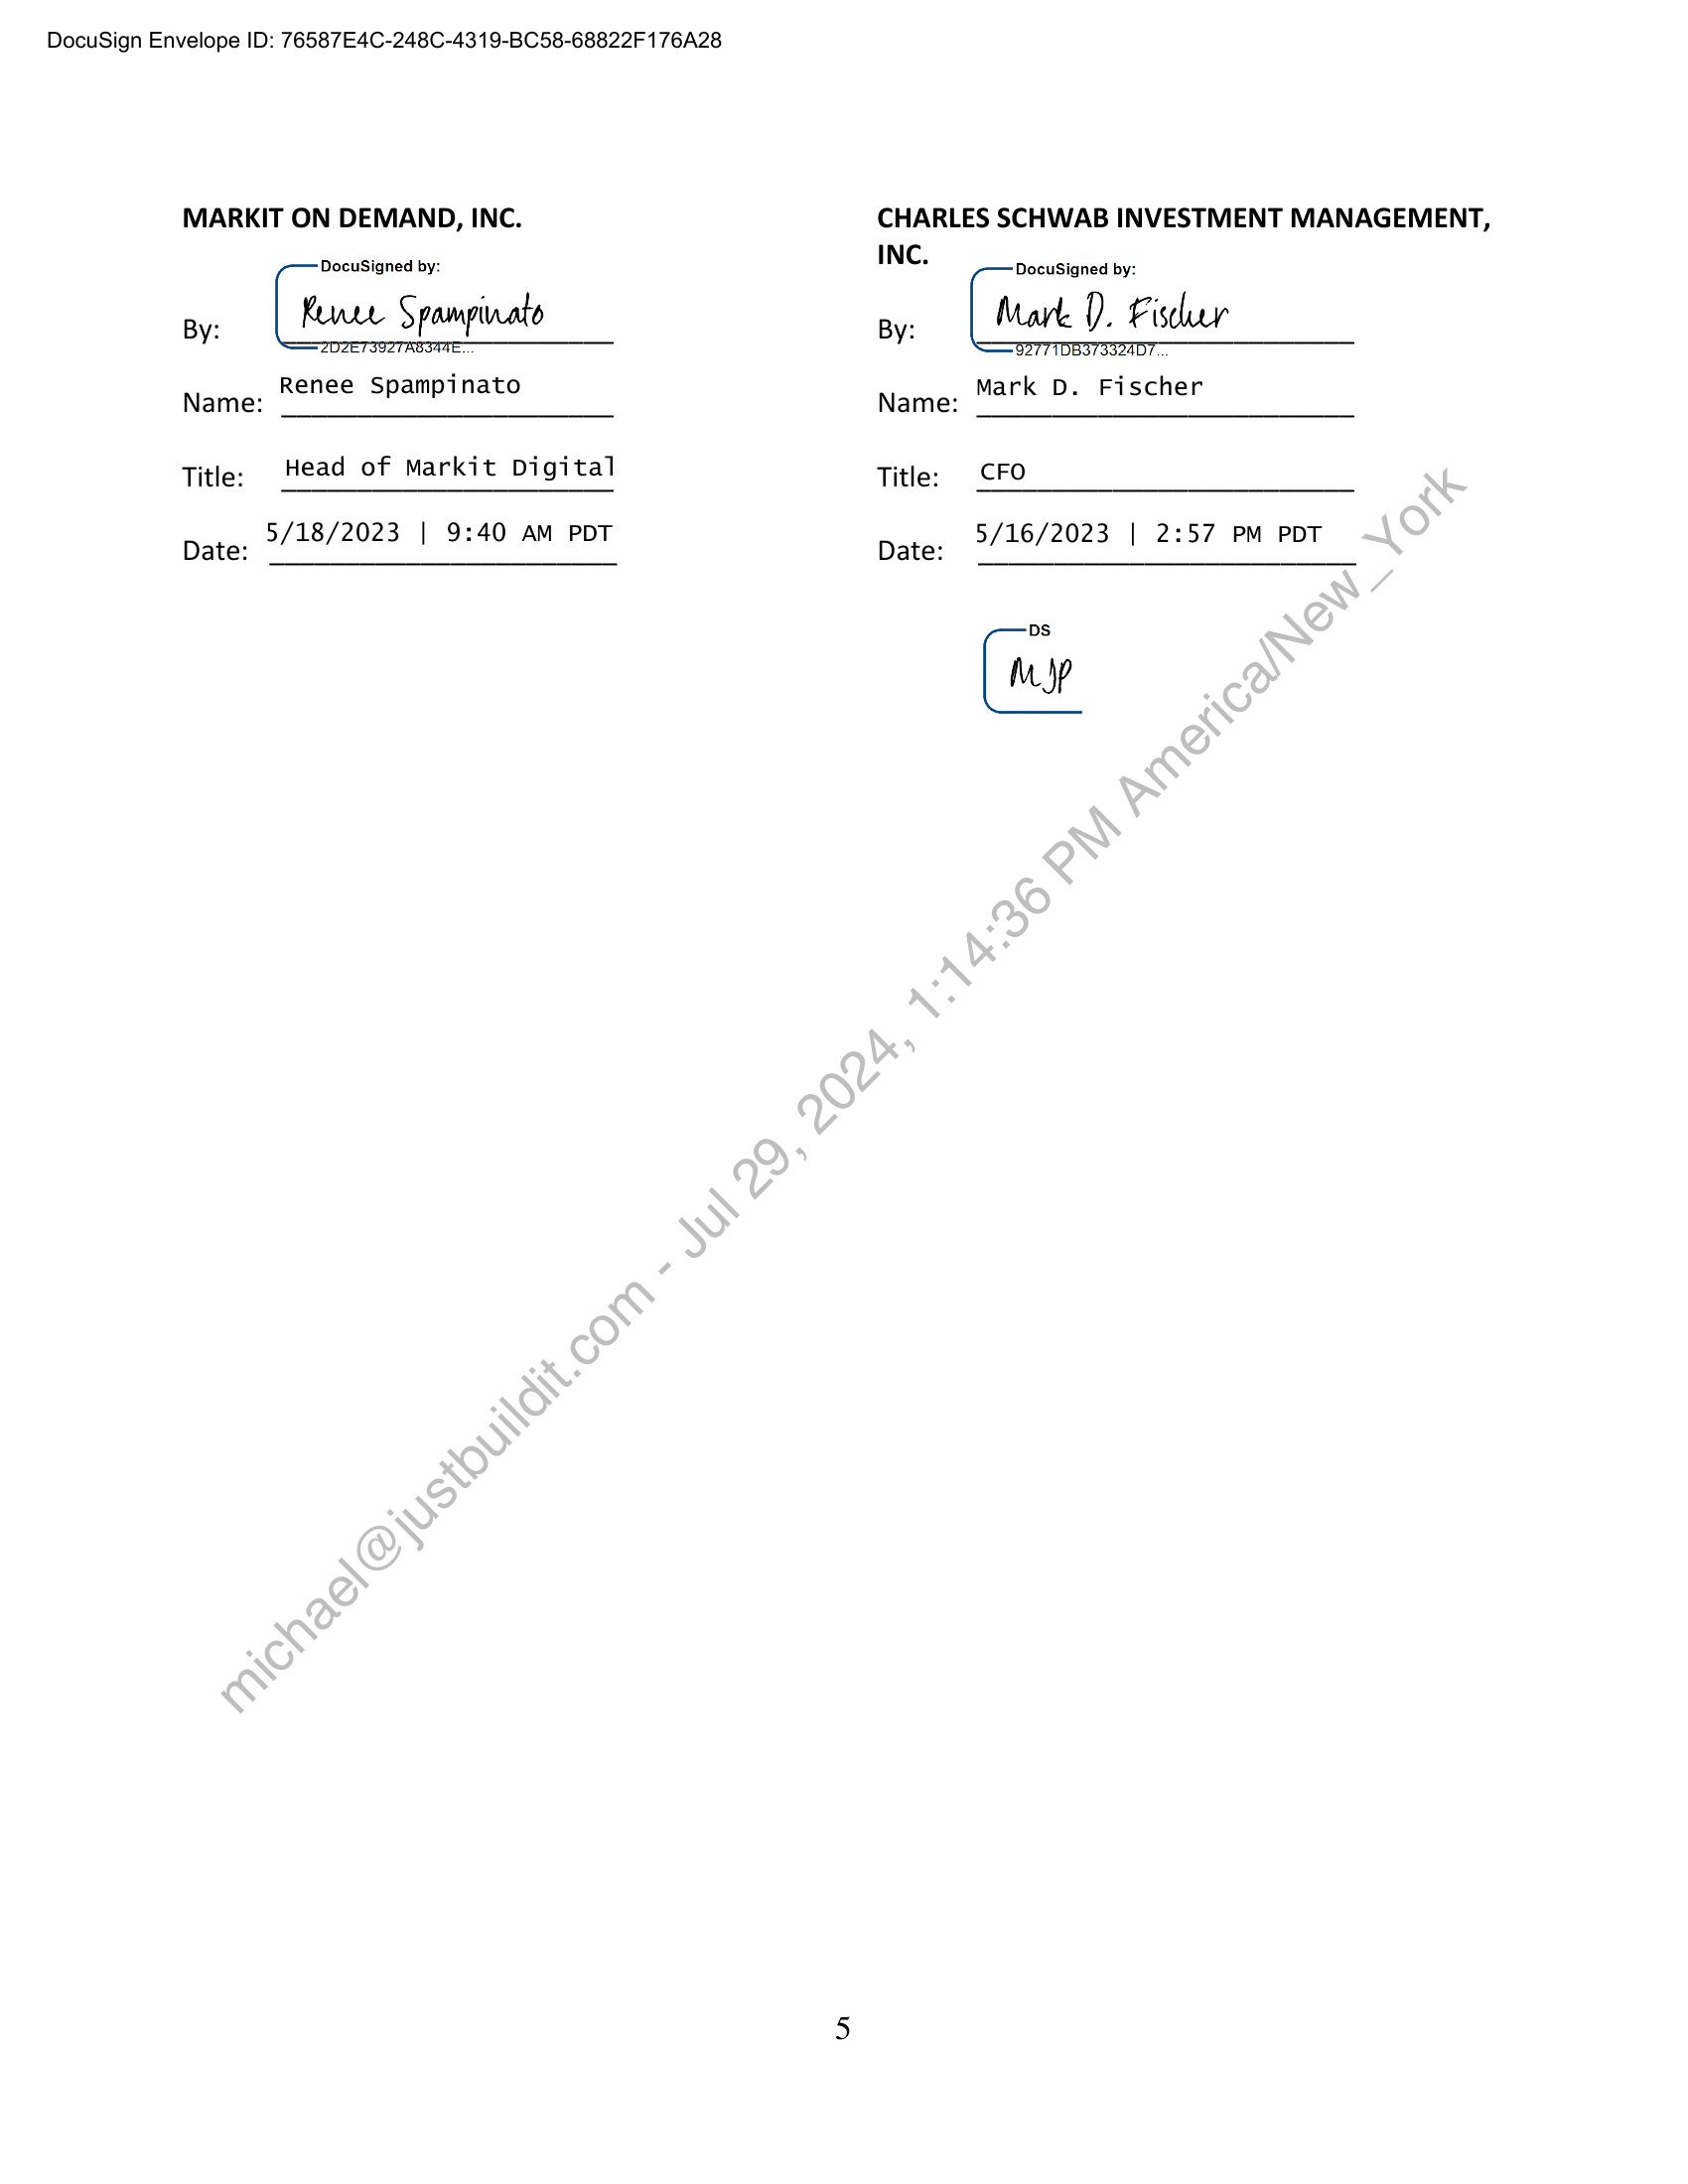 DocuSign Envelope ID: 76587E4C-248C-4319-BC58-68822F176A28
MARKIT ON DEMAND, INC.
DocuSigned by:
By: Renee Spampinato
2D2E73927A8344E...
Name: Renee Spampinato
Title: Head of Markit Digital
Date: 5/18/2023 | 9:40 AM PDT
CHARLES SCHWAB INVESTMENT MANAGEMENT,
INC.
DocuSigned by:
By: Mark D. Fischer
92771DB373324D7...
Name: Mark D. Fischer
Title: CFO
Date: 5/16/2023 | 2:57 PM PDT
DS
MJP
michael@justbuildit.com - Jul 29, 2024, 1:14:36 PM America/New_York
5